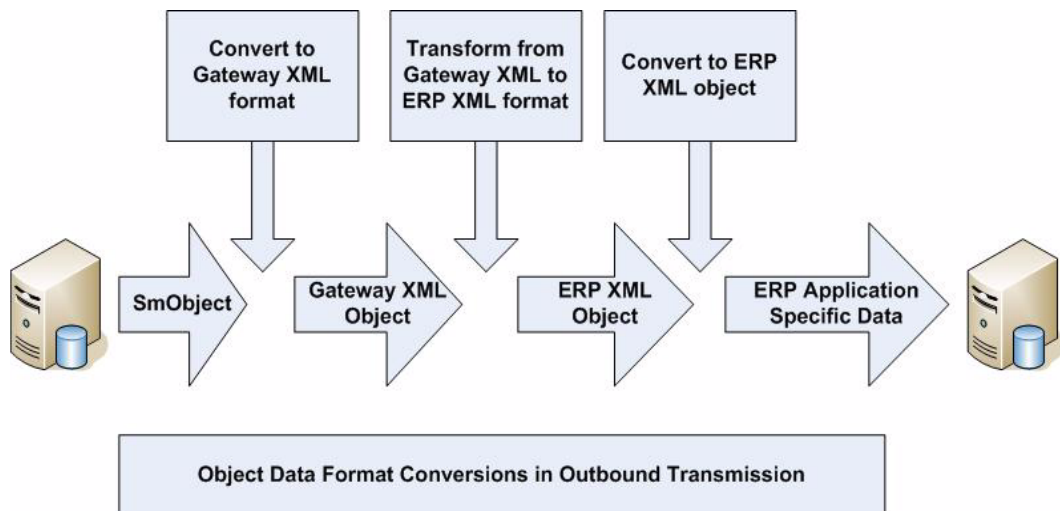 Convert to
Gateway XML
format
Transform from
Gateway XML to
ERP XML format
Convert to ERP
XML object
SmObject
Gateway XML
Object
ERP XML
Object
ERP Application
Specific Data
Object Data Format Conversions in Outbound Transmission